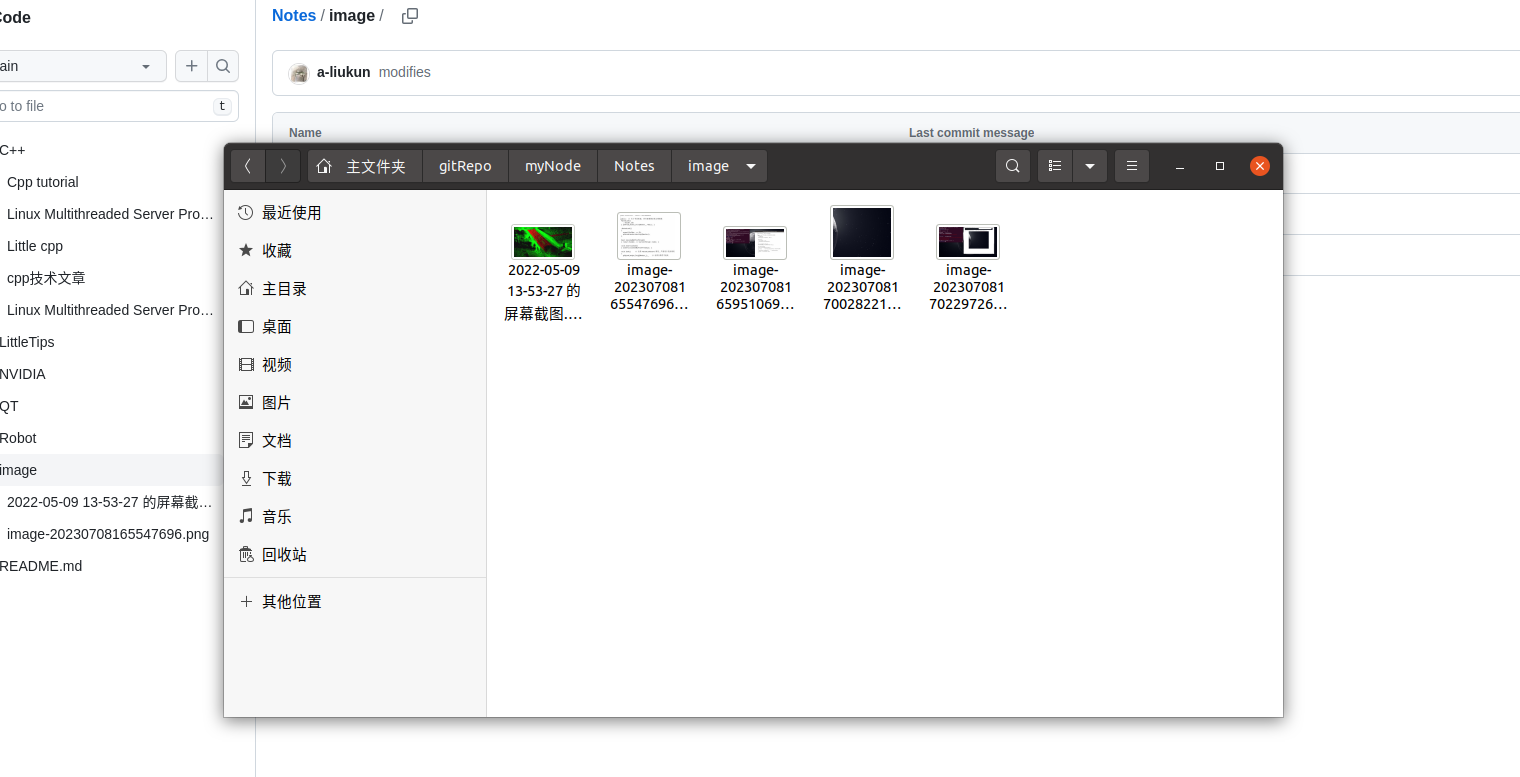 Code
Notes / image /
ain
a-liukun modifies
o to file
t
Name
Last commit message
C++
Cpp tutorial
Linux Multithreaded Server Pro…
Little cpp
cpp技术文章
Linux Multithreaded Server Pro…
LittleTips
NVIDIA
QT
Robot
image
2022-05-09 13-53-27 的屏幕截…
image-20230708165547696.png
README.md
主文件夹
gitRepo
myNode
Notes
image
最近使用
收藏
主目录
桌面
视频
图片
文档
下载
音乐
回收站
其他位置
2022-05-09
13-53-27 的
屏幕截图.…
image-
202307081
65547696…
image-
202307081
65951069…
image-
202307081
70028221…
image-
202307081
70229726…